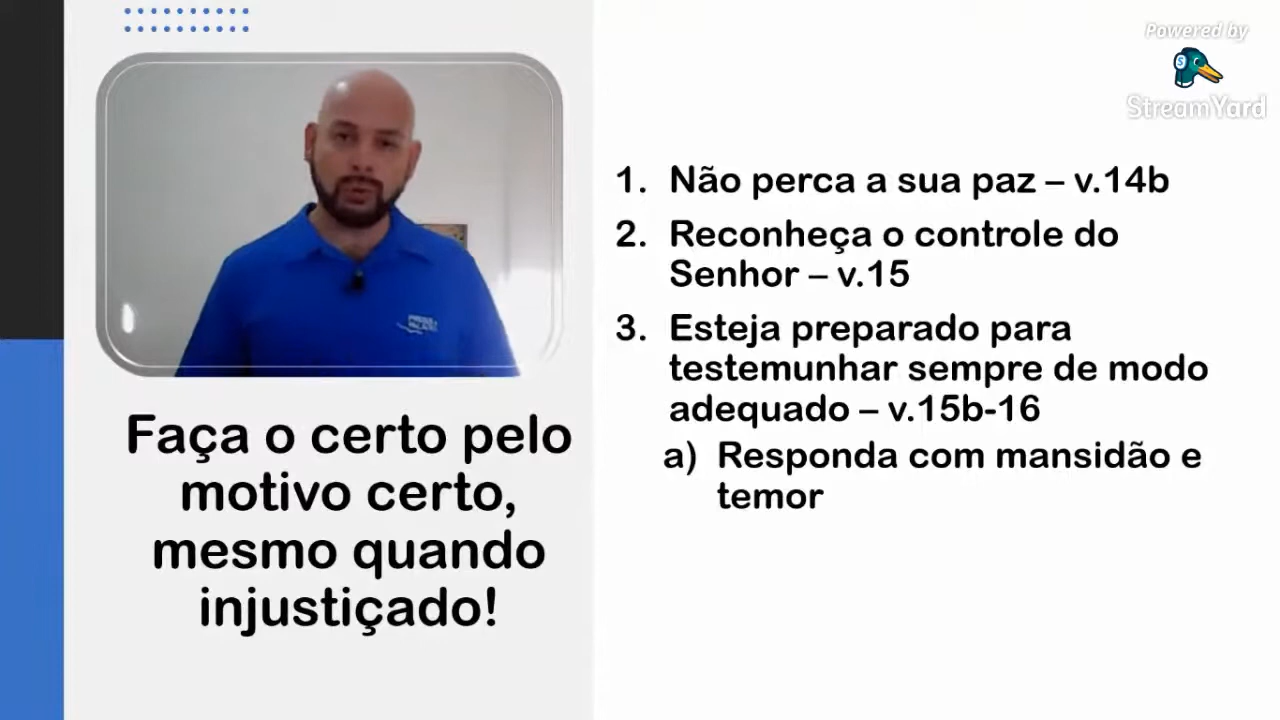 Powered by
StreamYard
1. Não perca a sua paz – v.14b
2. Reconheça o controle do
Senhor – v.15
3. Esteja preparado para
testemunhar sempre de modo
adequado – v.15b-16
a) Responda com mansidão e
temor
Faça o certo pelo
motivo certo,
mesmo quando
injustiçado!